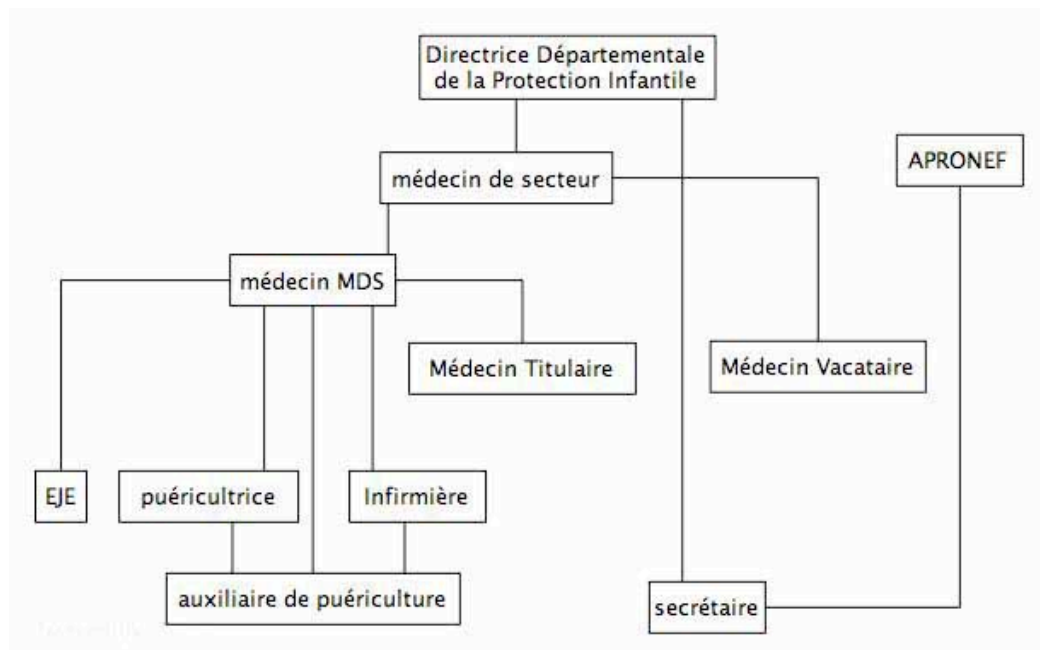 Directrice Départementale
de la Protection Infantile
APRONEF
médecin de secteur
médecin MDS
Médecin Titulaire
Médecin Vacataire
EJE
puéricultrice
Infirmière
auxiliaire de puériculture
secrétaire